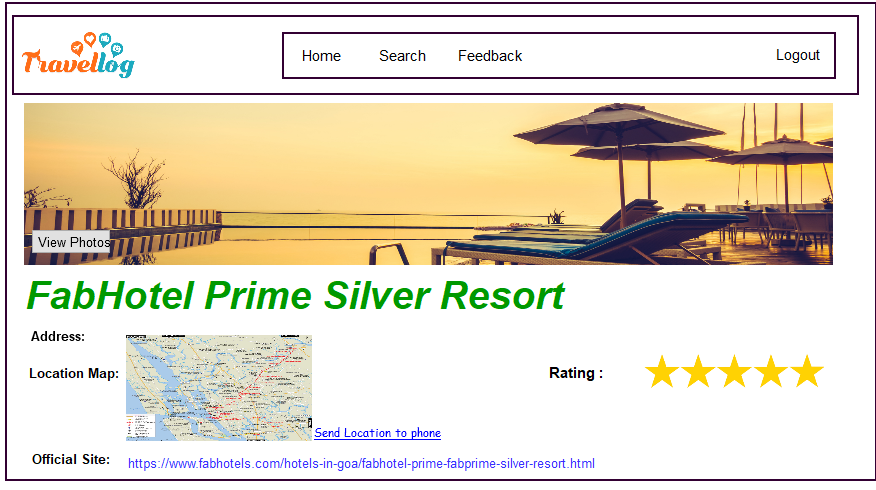 Travellog
Home Search Feedback Logout
View Photos
FabHotel Prime Silver Resort
Address:
Location Map:
Rating :
Send Location to phone
Official Site: https://www.fabhotels.com/hotels-in-goa/fabhotel-prime-fabprime-silver-resort.html